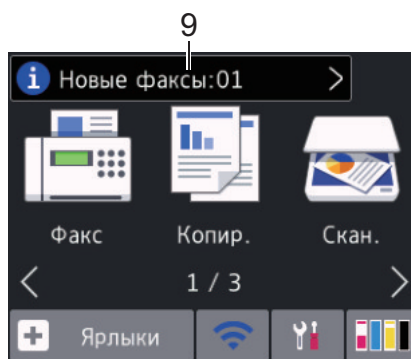 9
i Новые факсы:01 >
Факс Копир. Скан.
< 1 / 3 >
+ Ярлыки